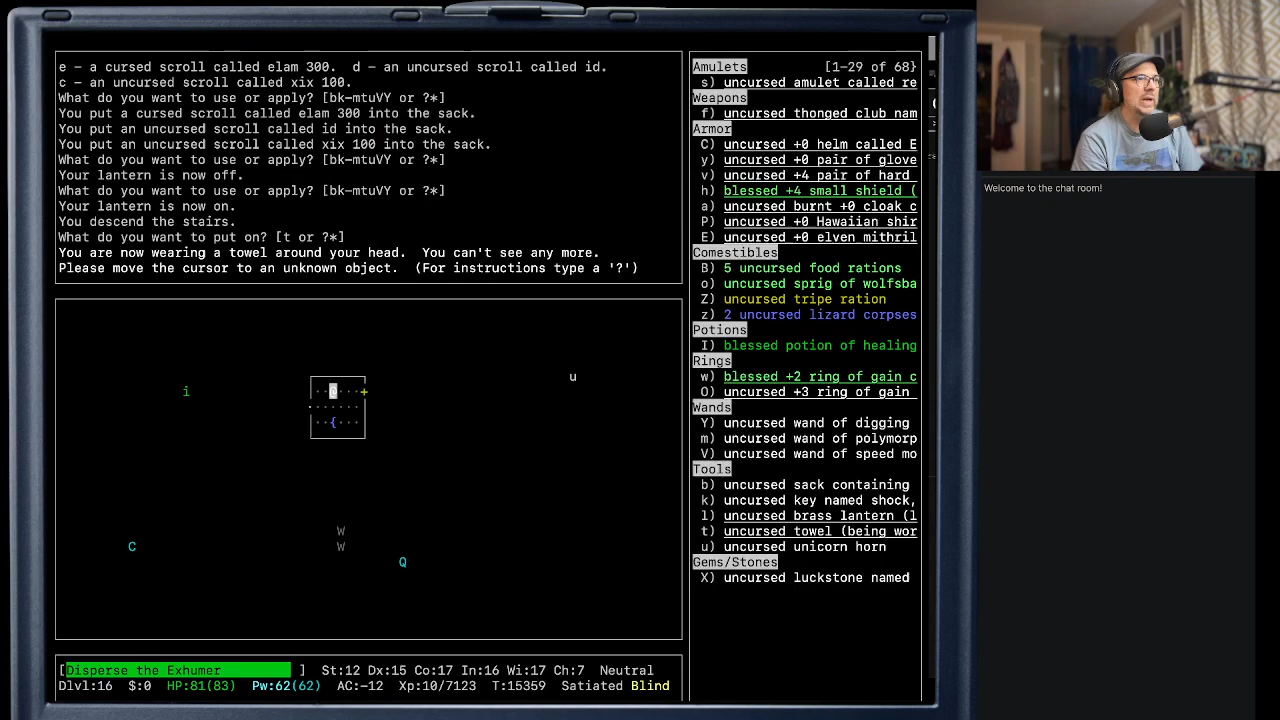 e - a cursed scroll called elam 300.  d - an uncursed scroll called id.
c - an uncursed scroll called xix 100.
What do you want to use or apply? [bk-mtuVY or ?*]
You put a cursed scroll called elam 300 into the sack.
You put an uncursed scroll called id into the sack.
You put an uncursed scroll called xix 100 into the sack.
What do you want to use or apply? [bk-mtuVY or ?*]
Your lantern is now off.
What do you want to use or apply? [bk-mtuVY or ?*]
Your lantern is now on.
You descend the stairs.
What do you want to put on? [t or ?*]
You are now wearing a towel around your head.  You can't see any more.
Please move the cursor to an unknown object.  (For instructions type a '?')
u
i
@
W
W
C
Q
[Disperse the Exhumer ] St:12 Dx:15 Co:17 In:16 Wi:17 Ch:7 Neutral
Dlvl:16 $:0 HP:81(83) Pw:62(62) AC:-12 Xp:10/7123 T:15359 Satiated Blind
Amulets [1-29 of 68]
s) uncursed amulet called re
Weapons
f) uncursed thonged club nam
Armor
C) uncursed +0 helm called E
y) uncursed +0 pair of glove
v) uncursed +4 pair of hard
h) blessed +4 small shield (
a) uncursed burnt +0 cloak c
P) uncursed +0 Hawaiian shir
E) uncursed +0 elven mithril
Comestibles
B) 5 uncursed food rations
o) uncursed sprig of wolfsba
Z) uncursed tripe ration
z) 2 uncursed lizard corpses
Potions
I) blessed potion of healing
Rings
w) blessed +2 ring of gain c
O) uncursed +3 ring of gain
Wands
Y) uncursed wand of digging
m) uncursed wand of polymorp
V) uncursed wand of speed mo
Tools
b) uncursed sack containing
k) uncursed key named shock,
l) uncursed brass lantern (l
t) uncursed towel (being wor
u) uncursed unicorn horn
Gems/Stones
X) uncursed luckstone named
Welcome to the chat room!